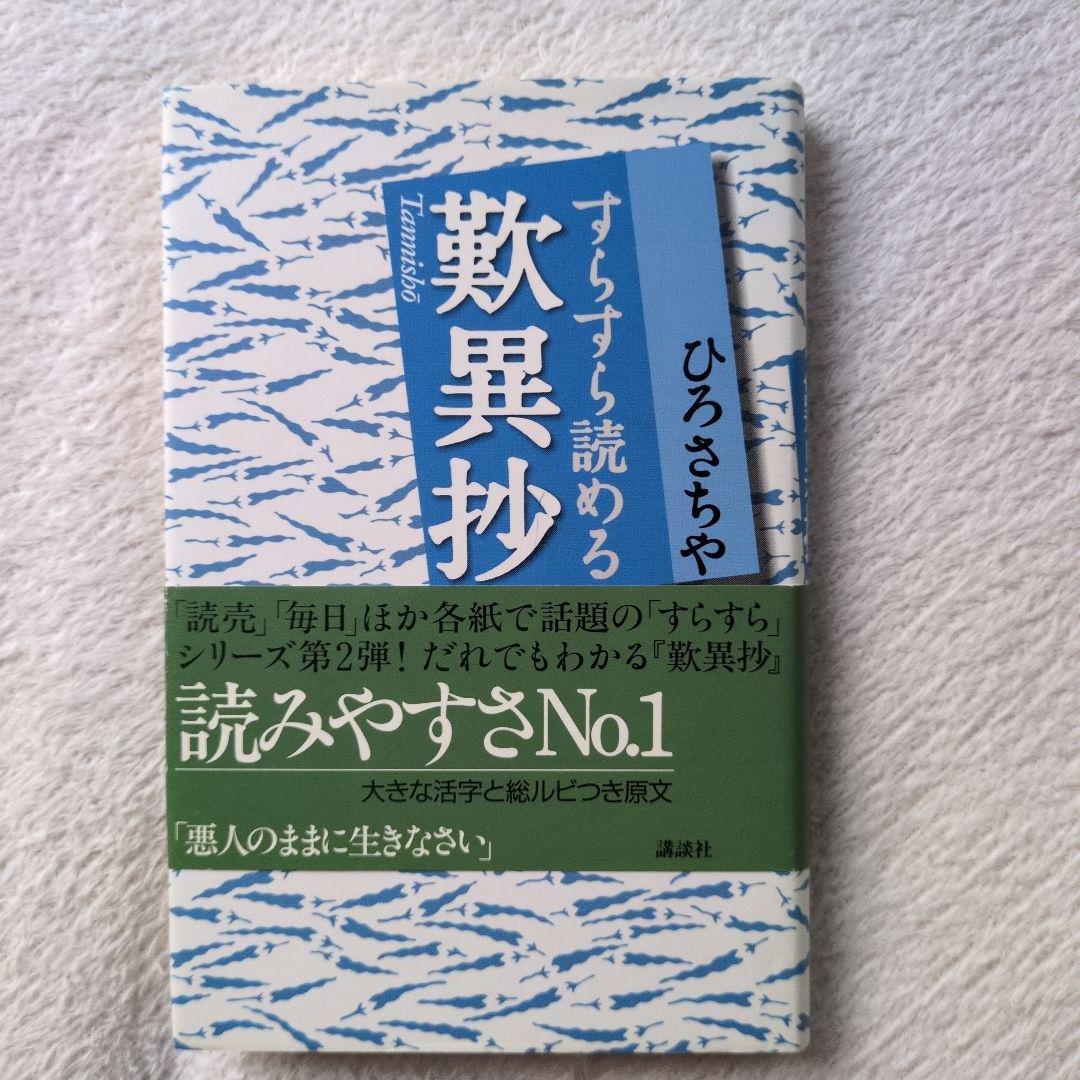 ひろさちや
すらすら読める
歎異抄
Tannishō
「読売」「毎日」ほか各紙で話題の「すらすら」
シリーズ第2弾！だれでもわかる『歎異抄』
読みやすさNo.1
大きな活字と総ルビつき原文
「悪人のままに生きなさい」
講談社